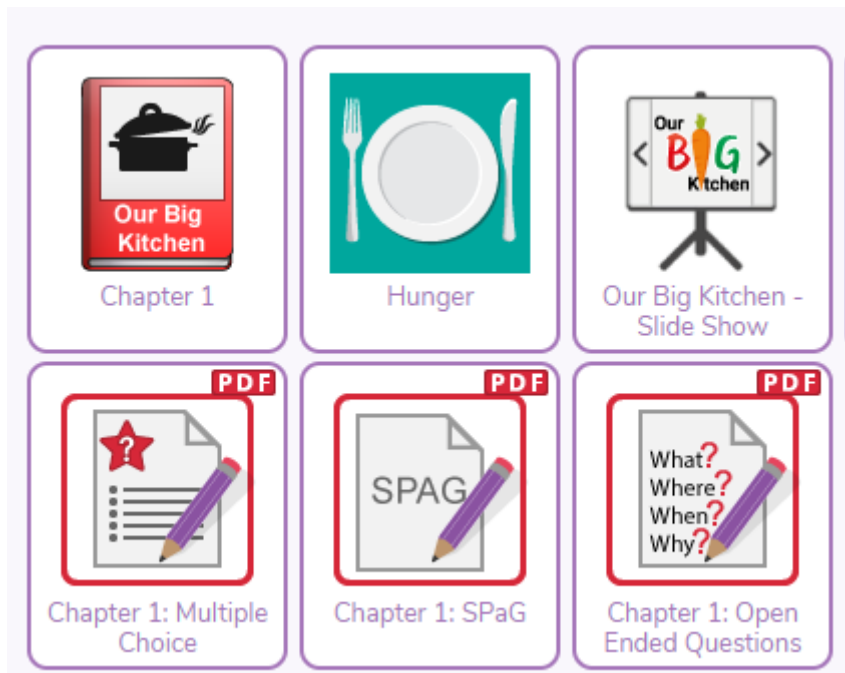 Our Big
Kitchen
Chapter 1
Hunger
Our
BIG
Kitchen
Our Big Kitchen -
Slide Show
PDF
?
Chapter 1: Multiple
Choice
PDF
SPAG
Chapter 1: SPaG
PDF
What?
Where?
When?
Why?
Chapter 1: Open
Ended Questions